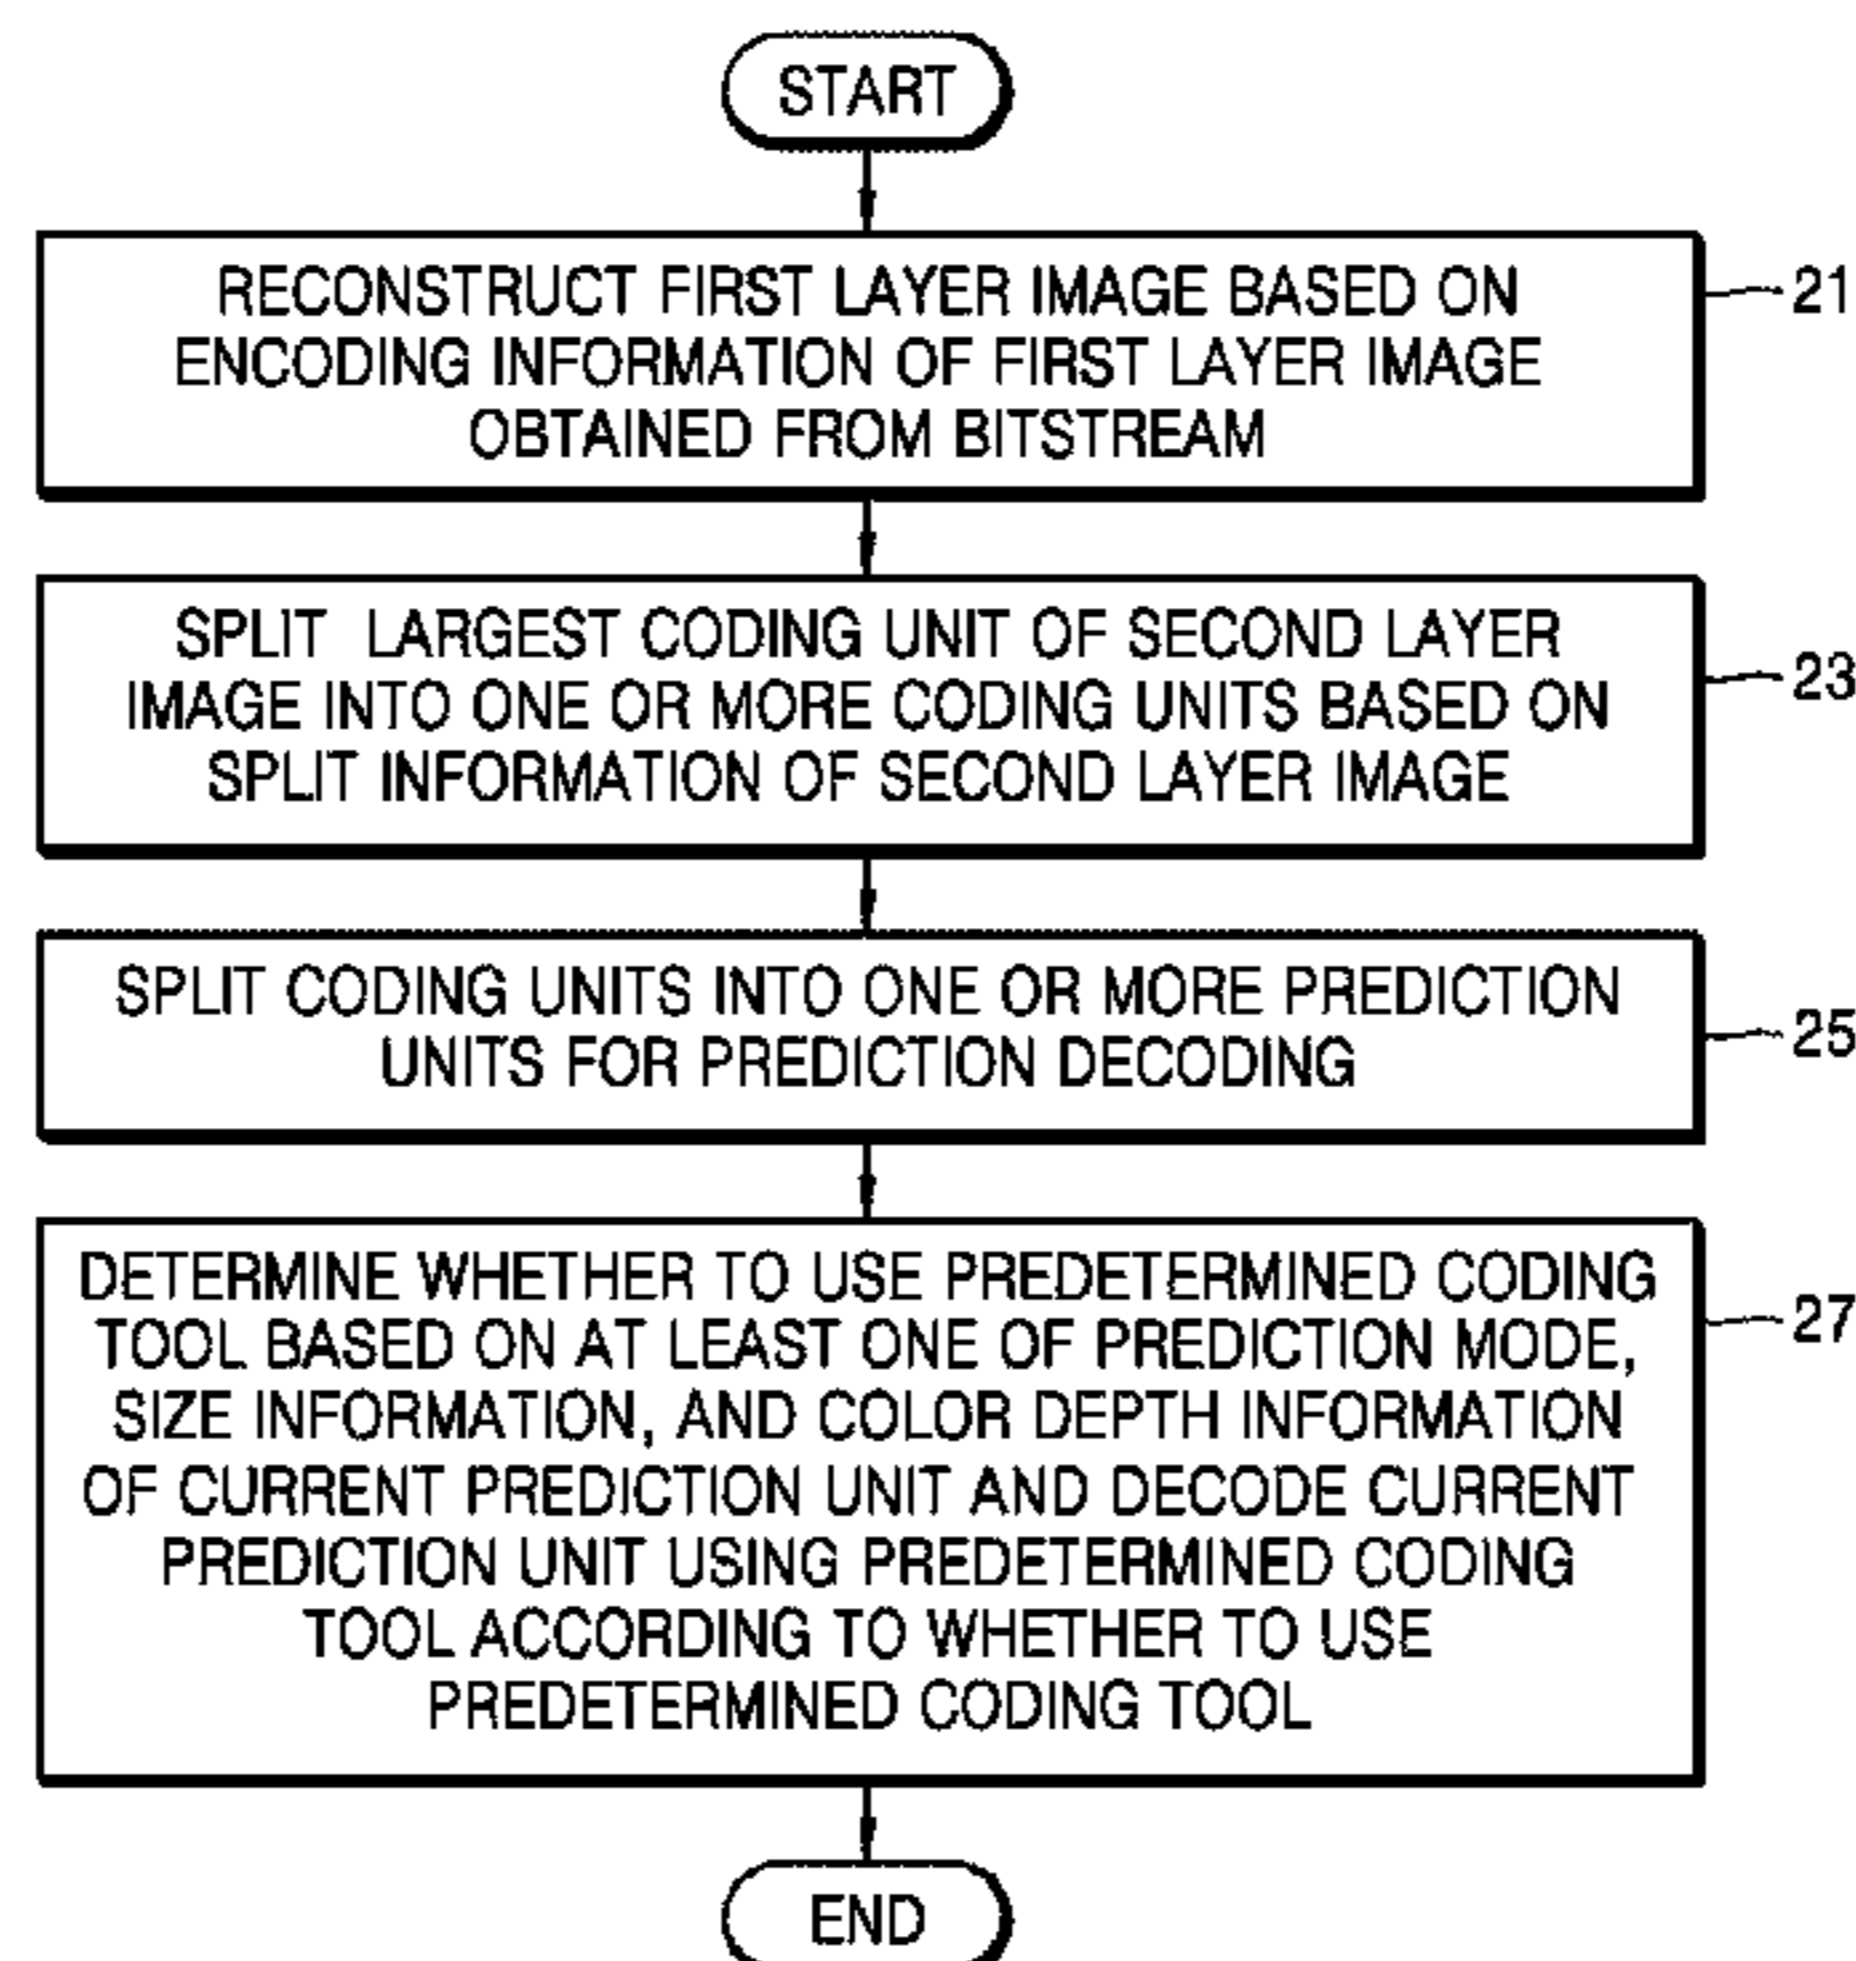 START
RECONSTRUCT FIRST LAYER IMAGE BASED ON
ENCODING INFORMATION OF FIRST LAYER IMAGE
OBTAINED FROM BITSTREAM
21
SPLIT LARGEST CODING UNIT OF SECOND LAYER
IMAGE INTO ONE OR MORE CODING UNITS BASED ON
SPLIT INFORMATION OF SECOND LAYER IMAGE
23
SPLIT CODING UNITS INTO ONE OR MORE PREDICTION
UNITS FOR PREDICTION DECODING
25
DETERMINE WHETHER TO USE PREDETERMINED CODING
TOOL BASED ON AT LEAST ONE OF PREDICTION MODE,
SIZE INFORMATION, AND COLOR DEPTH INFORMATION
OF CURRENT PREDICTION UNIT AND DECODE CURRENT
PREDICTION UNIT USING PREDETERMINED CODING
TOOL ACCORDING TO WHETHER TO USE
PREDETERMINED CODING TOOL
27
END